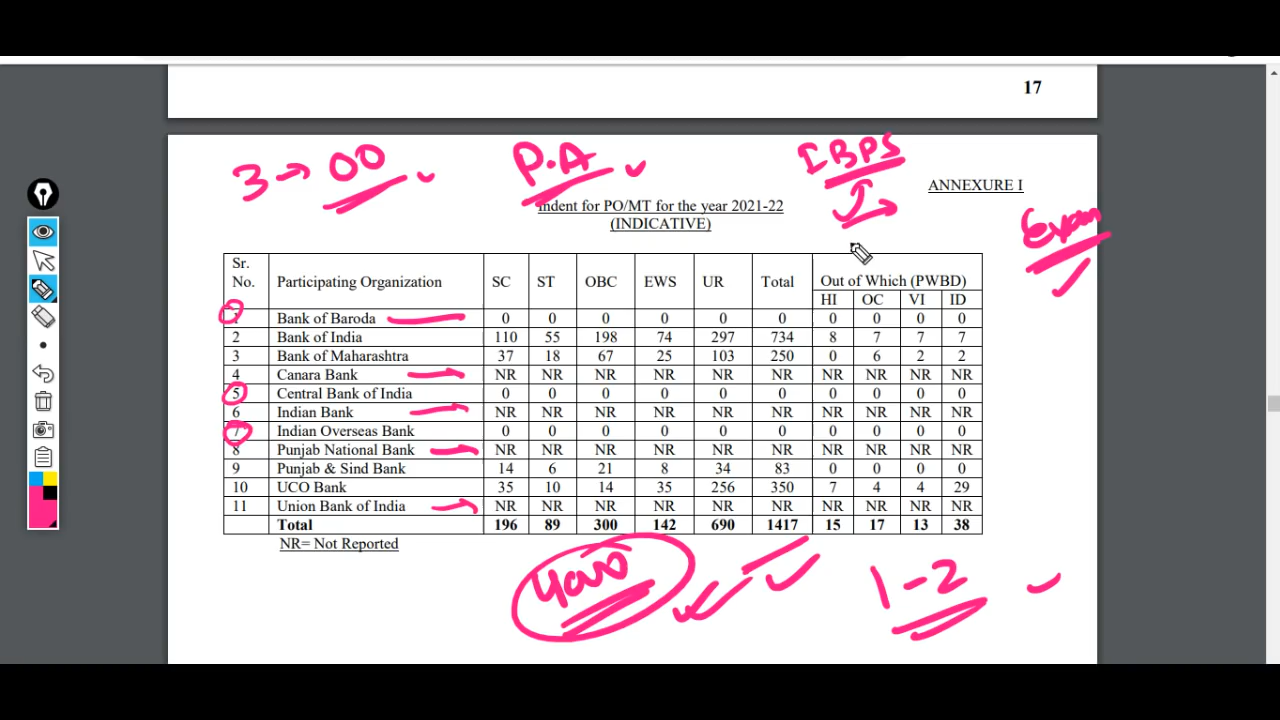 17
3 → 00
P.A
IBPS
ANNEXURE I
Indent for PO/MT for the year 2021-22
(INDICATIVE)
Sr. No. Participating Organization SC ST OBC EWS UR Total Out of Which (PWBD)
HI OC VI ID
1 Bank of Baroda 0 0 0 0 0 0 0 0 0 0
2 Bank of India 110 55 198 74 297 734 8 7 7 7
3 Bank of Maharashtra 37 18 67 25 103 250 0 6 2 2
4 Canara Bank NR NR NR NR NR NR NR NR NR NR
5 Central Bank of India 0 0 0 0 0 0 0 0 0 0
6 Indian Bank NR NR NR NR NR NR NR NR NR NR
7 Indian Overseas Bank 0 0 0 0 0 0 0 0 0 0
8 Punjab National Bank NR NR NR NR NR NR NR NR NR NR
9 Punjab & Sind Bank 14 6 21 8 34 83 0 0 0 0
10 UCO Bank 35 10 14 35 256 350 7 4 4 29
11 Union Bank of India NR NR NR NR NR NR NR NR NR NR
Total 196 89 300 142 690 1417 15 17 13 38
NR= Not Reported
1-2